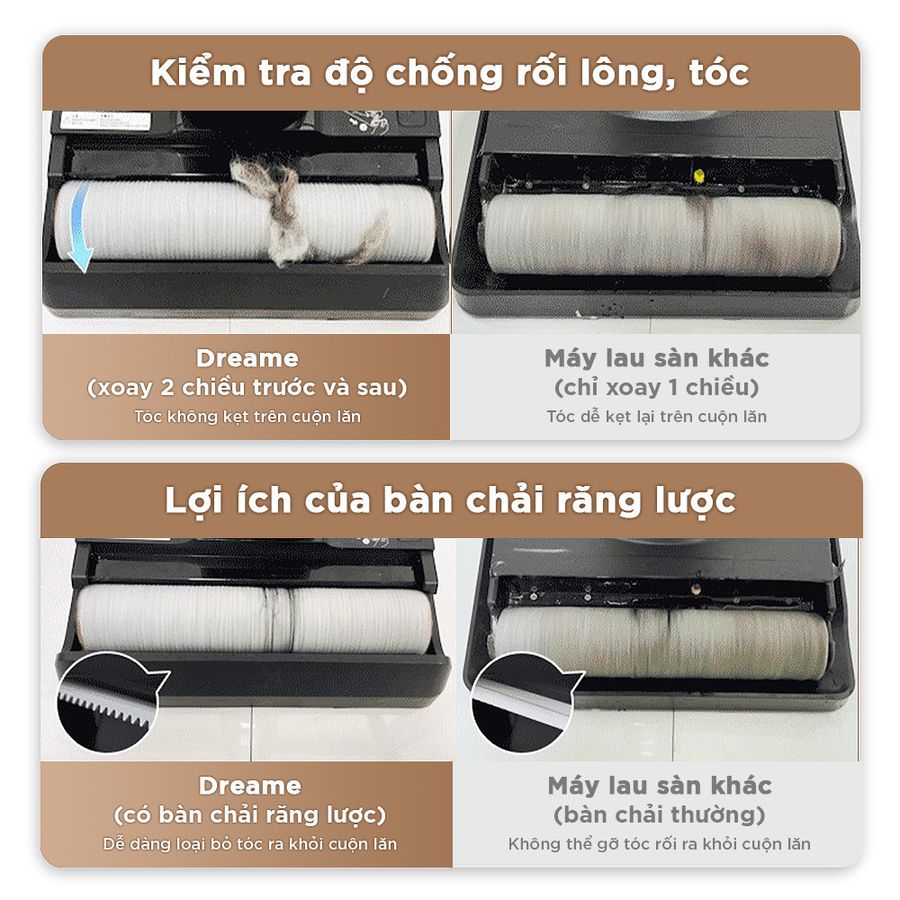 Kiểm tra độ chống rối lông, tóc
Dreame
(xoay 2 chiều trước và sau)
Tóc không kẹt trên cuộn lăn
Máy lau sàn khác
(chỉ xoay 1 chiều)
Tóc dễ kẹt lại trên cuộn lăn
Lợi ích của bàn chải răng lược
Dreame
(có bàn chải răng lược)
Dễ dàng loại bỏ tóc ra khỏi cuộn lăn
Máy lau sàn khác
(bàn chải thường)
Không thể gỡ tóc rối ra khỏi cuộn lăn